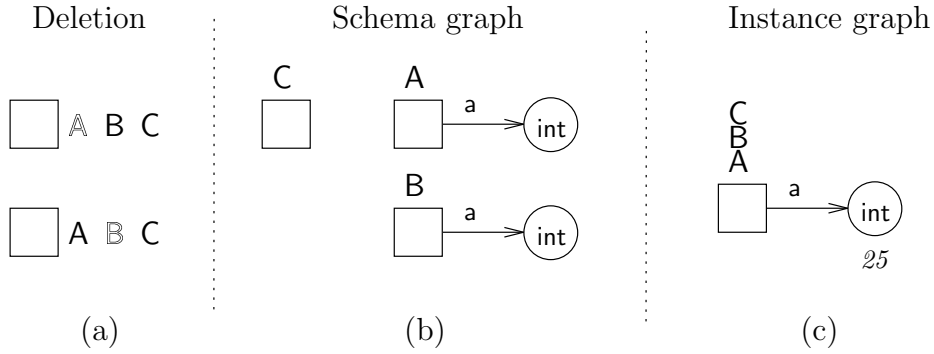 Deletion
Schema graph
Instance graph
C
A
A B C
a
int
C
B
A
B
a
int
A B C
a
int
25
(a)
(b)
(c)